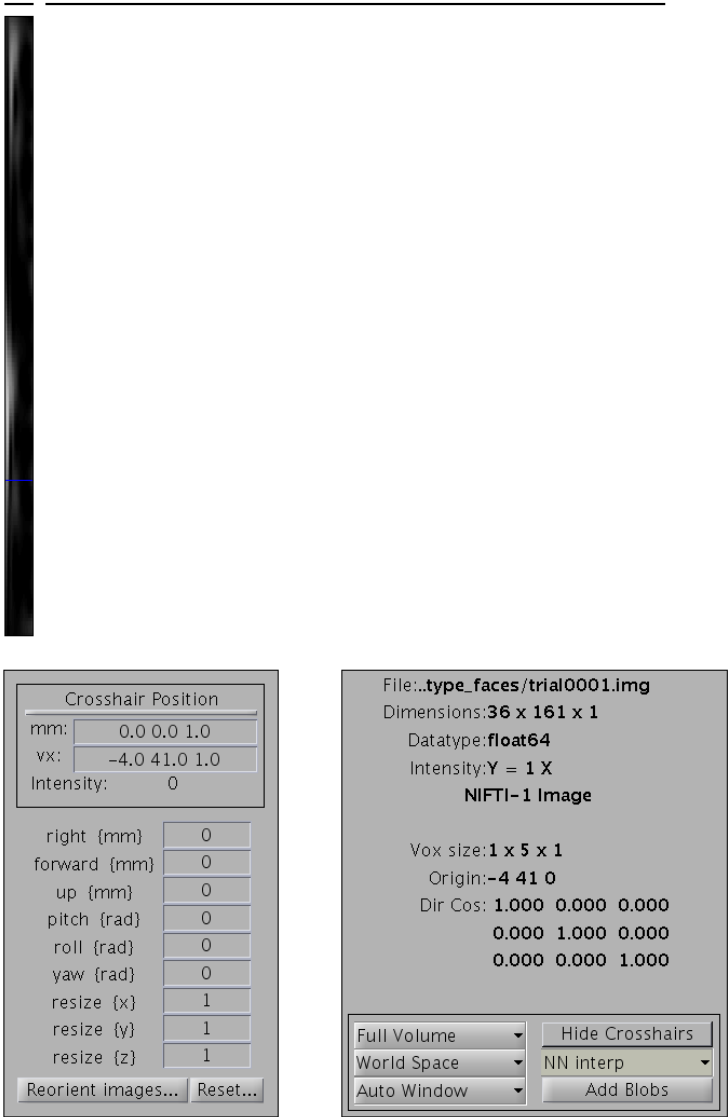 Crosshair Position
mm: 0.0 0.0 1.0
vx: -4.0 41.0 1.0
Intensity: 0
right {mm} 0
forward {mm} 0
up {mm} 0
pitch {rad} 0
roll {rad} 0
yaw {rad} 0
resize {x} 1
resize {y} 1
resize {z} 1
Reorient images... Reset...
File:..type_faces/trial0001.img
Dimensions:36 x 161 x 1
Datatype:float64
Intensity:Y = 1 X
NIFTI-1 Image
Vox size:1 x 5 x 1
Origin:-4 41 0
Dir Cos: 1.000 0.000 0.000
0.000 1.000 0.000
0.000 0.000 1.000
Full Volume Hide Crosshairs
World Space NN interp
Auto Window Add Blobs